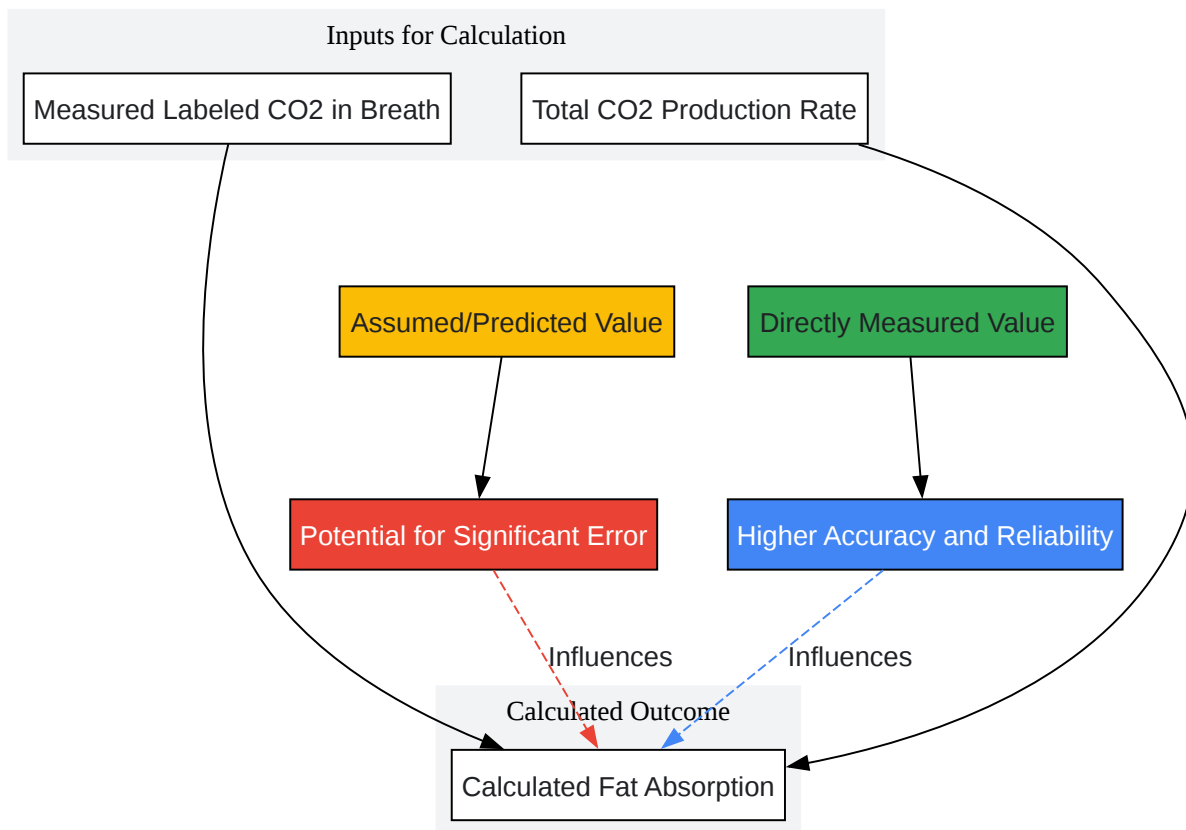 Inputs for Calculation
Measured Labeled CO2 in Breath
Total CO2 Production Rate
Assumed/Predicted Value
Directly Measured Value
Potential for Significant Error
Higher Accuracy and Reliability
Influences
Influences
Calculated Outcome
Calculated Fat Absorption